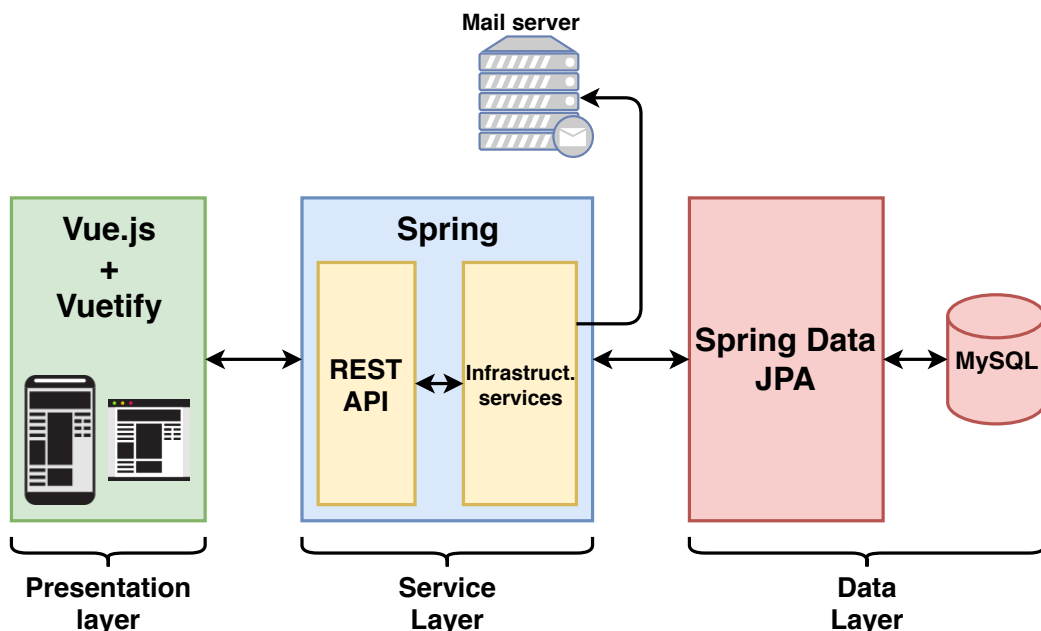 Mail server
Vue.js
+
Vuetify
Spring
REST
API
Infrastruct.
services
Spring Data
JPA
MySQL
Presentation
layer
Service
Layer
Data
Layer